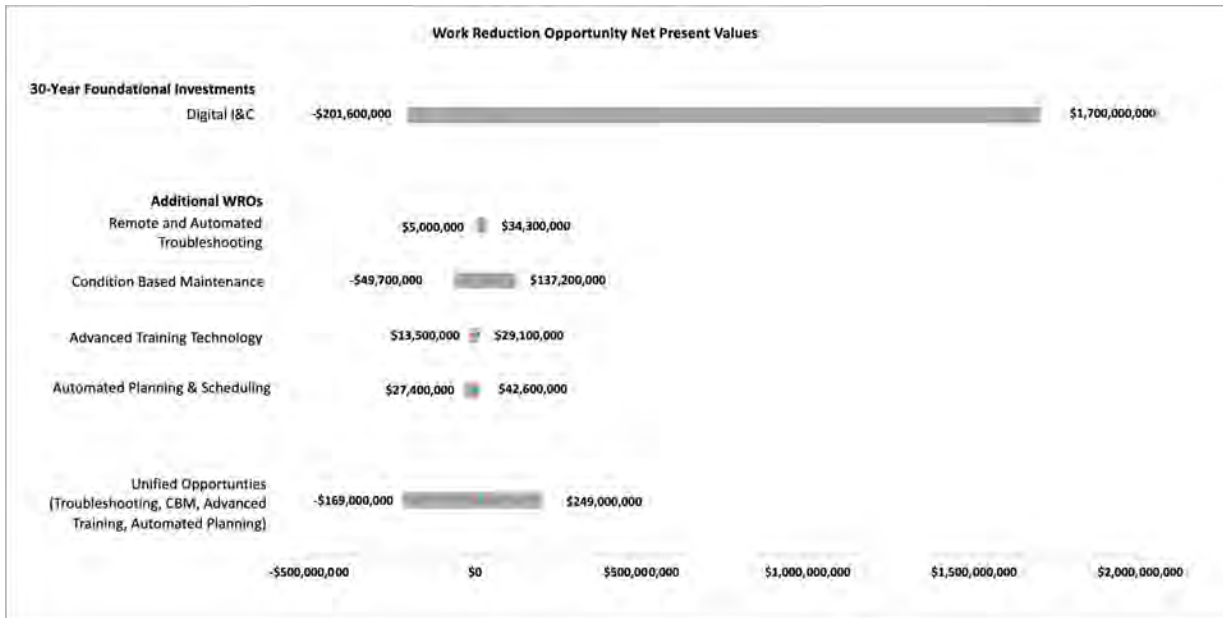 Work Reduction Opportunity Net Present Values
30-Year Foundational Investments
Digital I&C
-$201,600,000
$1,700,000,000
Additional WROs
Remote and Automated
Troubleshooting
$5,000,000
$34,300,000
Condition Based Maintenance
-$49,700,000
$137,200,000
Advanced Training Technology
$13,500,000
$29,100,000
Automated Planning & Scheduling
$27,400,000
$42,600,000
Unified Opportunties
(Troubleshooting, CBM, Advanced
Training, Automated Planning)
-$169,000,000
$249,000,000
-$500,000,000
$0
$500,000,000
$1,000,000,000
$1,500,000,000
$2,000,000,000